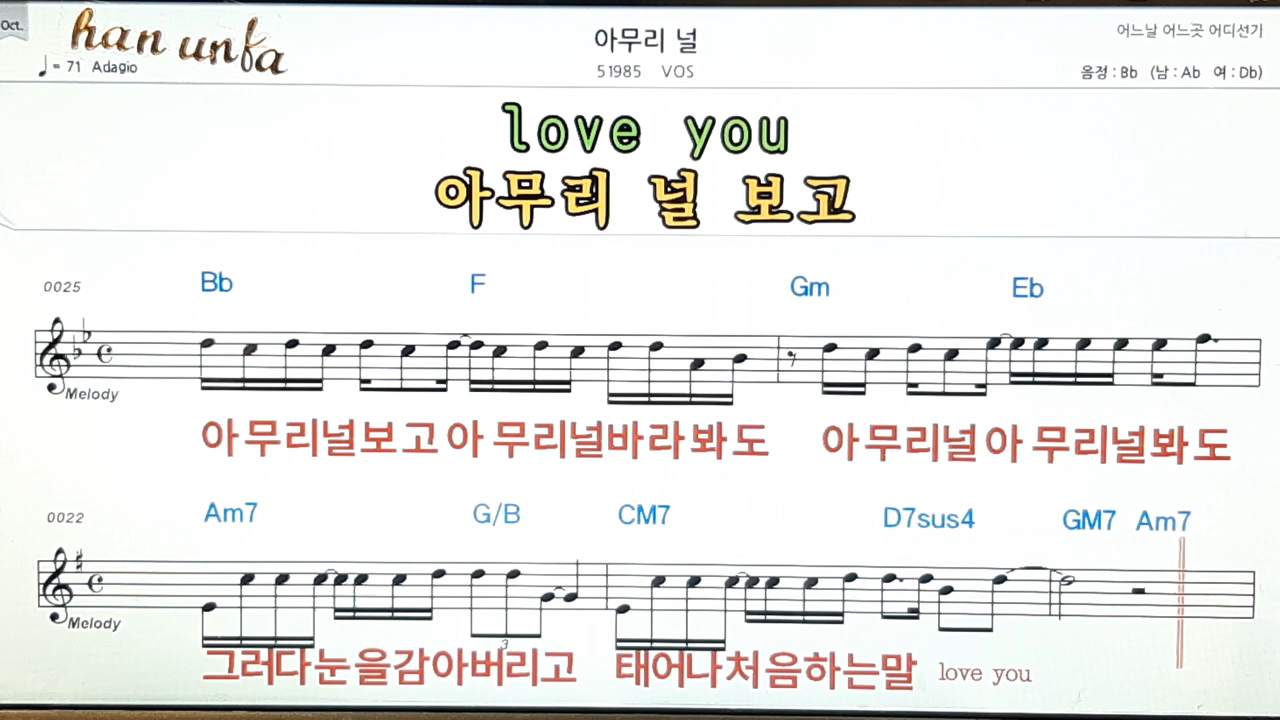 Oct.
han unfa
아무리 널
어느날 어느곳 어디선가
♩= 71 Adagio
51985 VOS
음정 : Bb (남 : Ab 여 : Db)
love you
아무리 널 보고
0025 Bb F Gm Eb
Melody
아무리널보고아 무리널바라봐도 아무리널아 무리널봐도
0022 Am7 G/B CM7 D7sus4 GM7 Am7
Melody
3
그러다눈을감아버리고 태어나처음하는말 love you